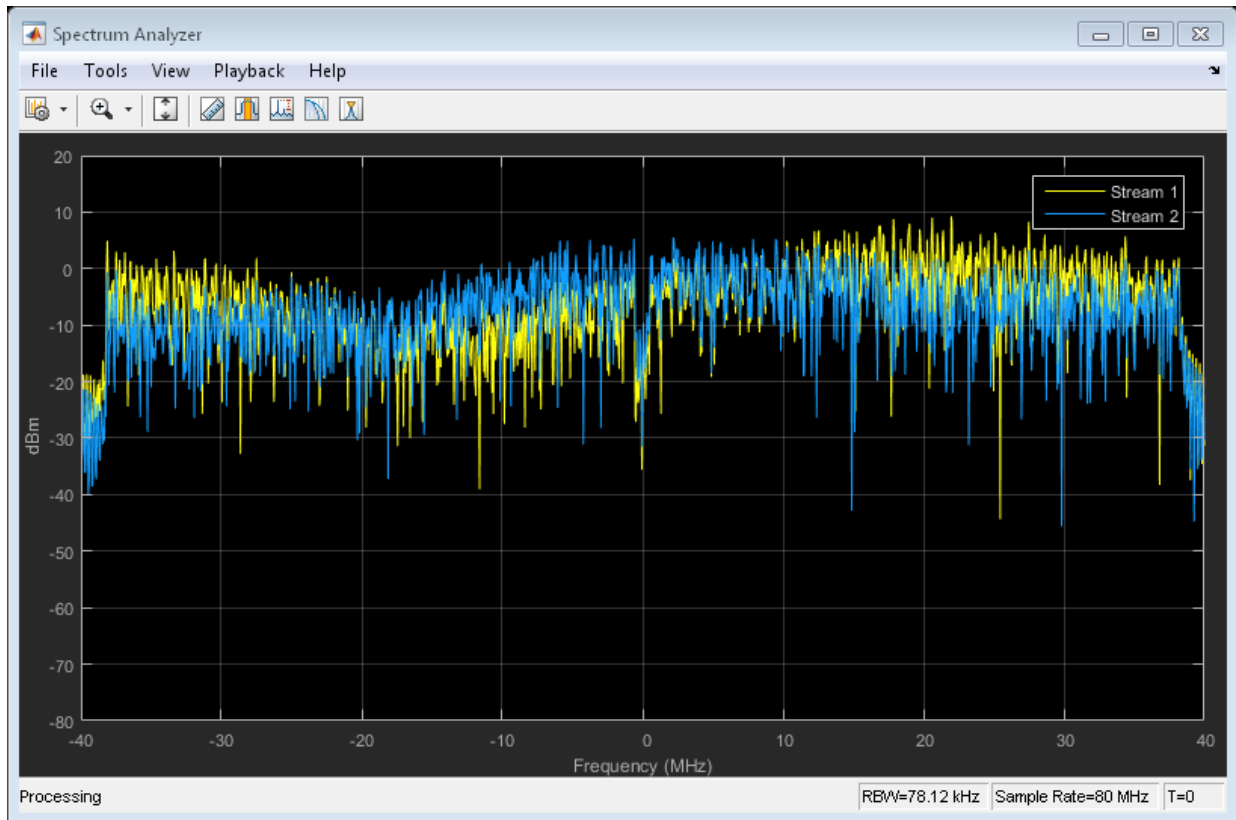 Spectrum Analyzer
File Tools View Playback Help
20
10
0
-10
-20
-30
-40
-50
-60
-70
-80
dBm
Stream 1
Stream 2
-40 -30 -20 -10 0 10 20 30 40
Frequency (MHz)
Processing RBW=78.12 kHz Sample Rate=80 MHz T=0